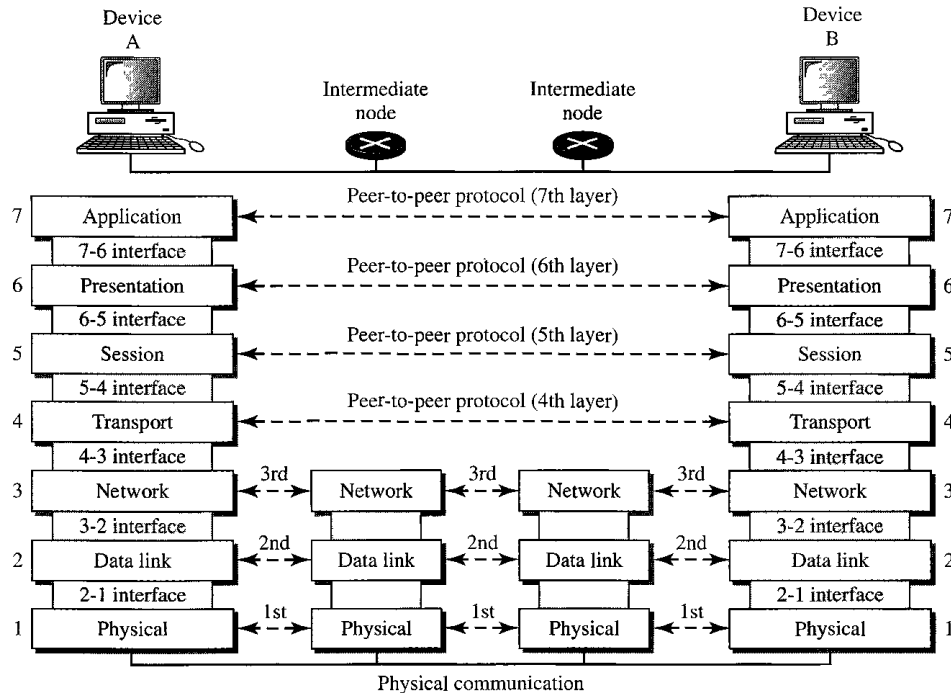 Device
A
Device
B
Intermediate
node
Intermediate
node
Peer-to-peer protocol (7th layer)
7 Application Application 7
7-6 interface 7-6 interface
Peer-to-peer protocol (6th layer)
6 Presentation Presentation 6
6-5 interface 6-5 interface
Peer-to-peer protocol (5th layer)
5 Session Session 5
5-4 interface 5-4 interface
Peer-to-peer protocol (4th layer)
4 Transport Transport 4
4-3 interface 4-3 interface
3 Network 3rd Network 3rd Network 3rd Network 3
3-2 interface 3-2 interface
2 Data link 2nd Data link 2nd Data link 2nd Data link 2
2-1 interface 2-1 interface
1 Physical 1st Physical 1st Physical 1st Physical 1
Physical communication